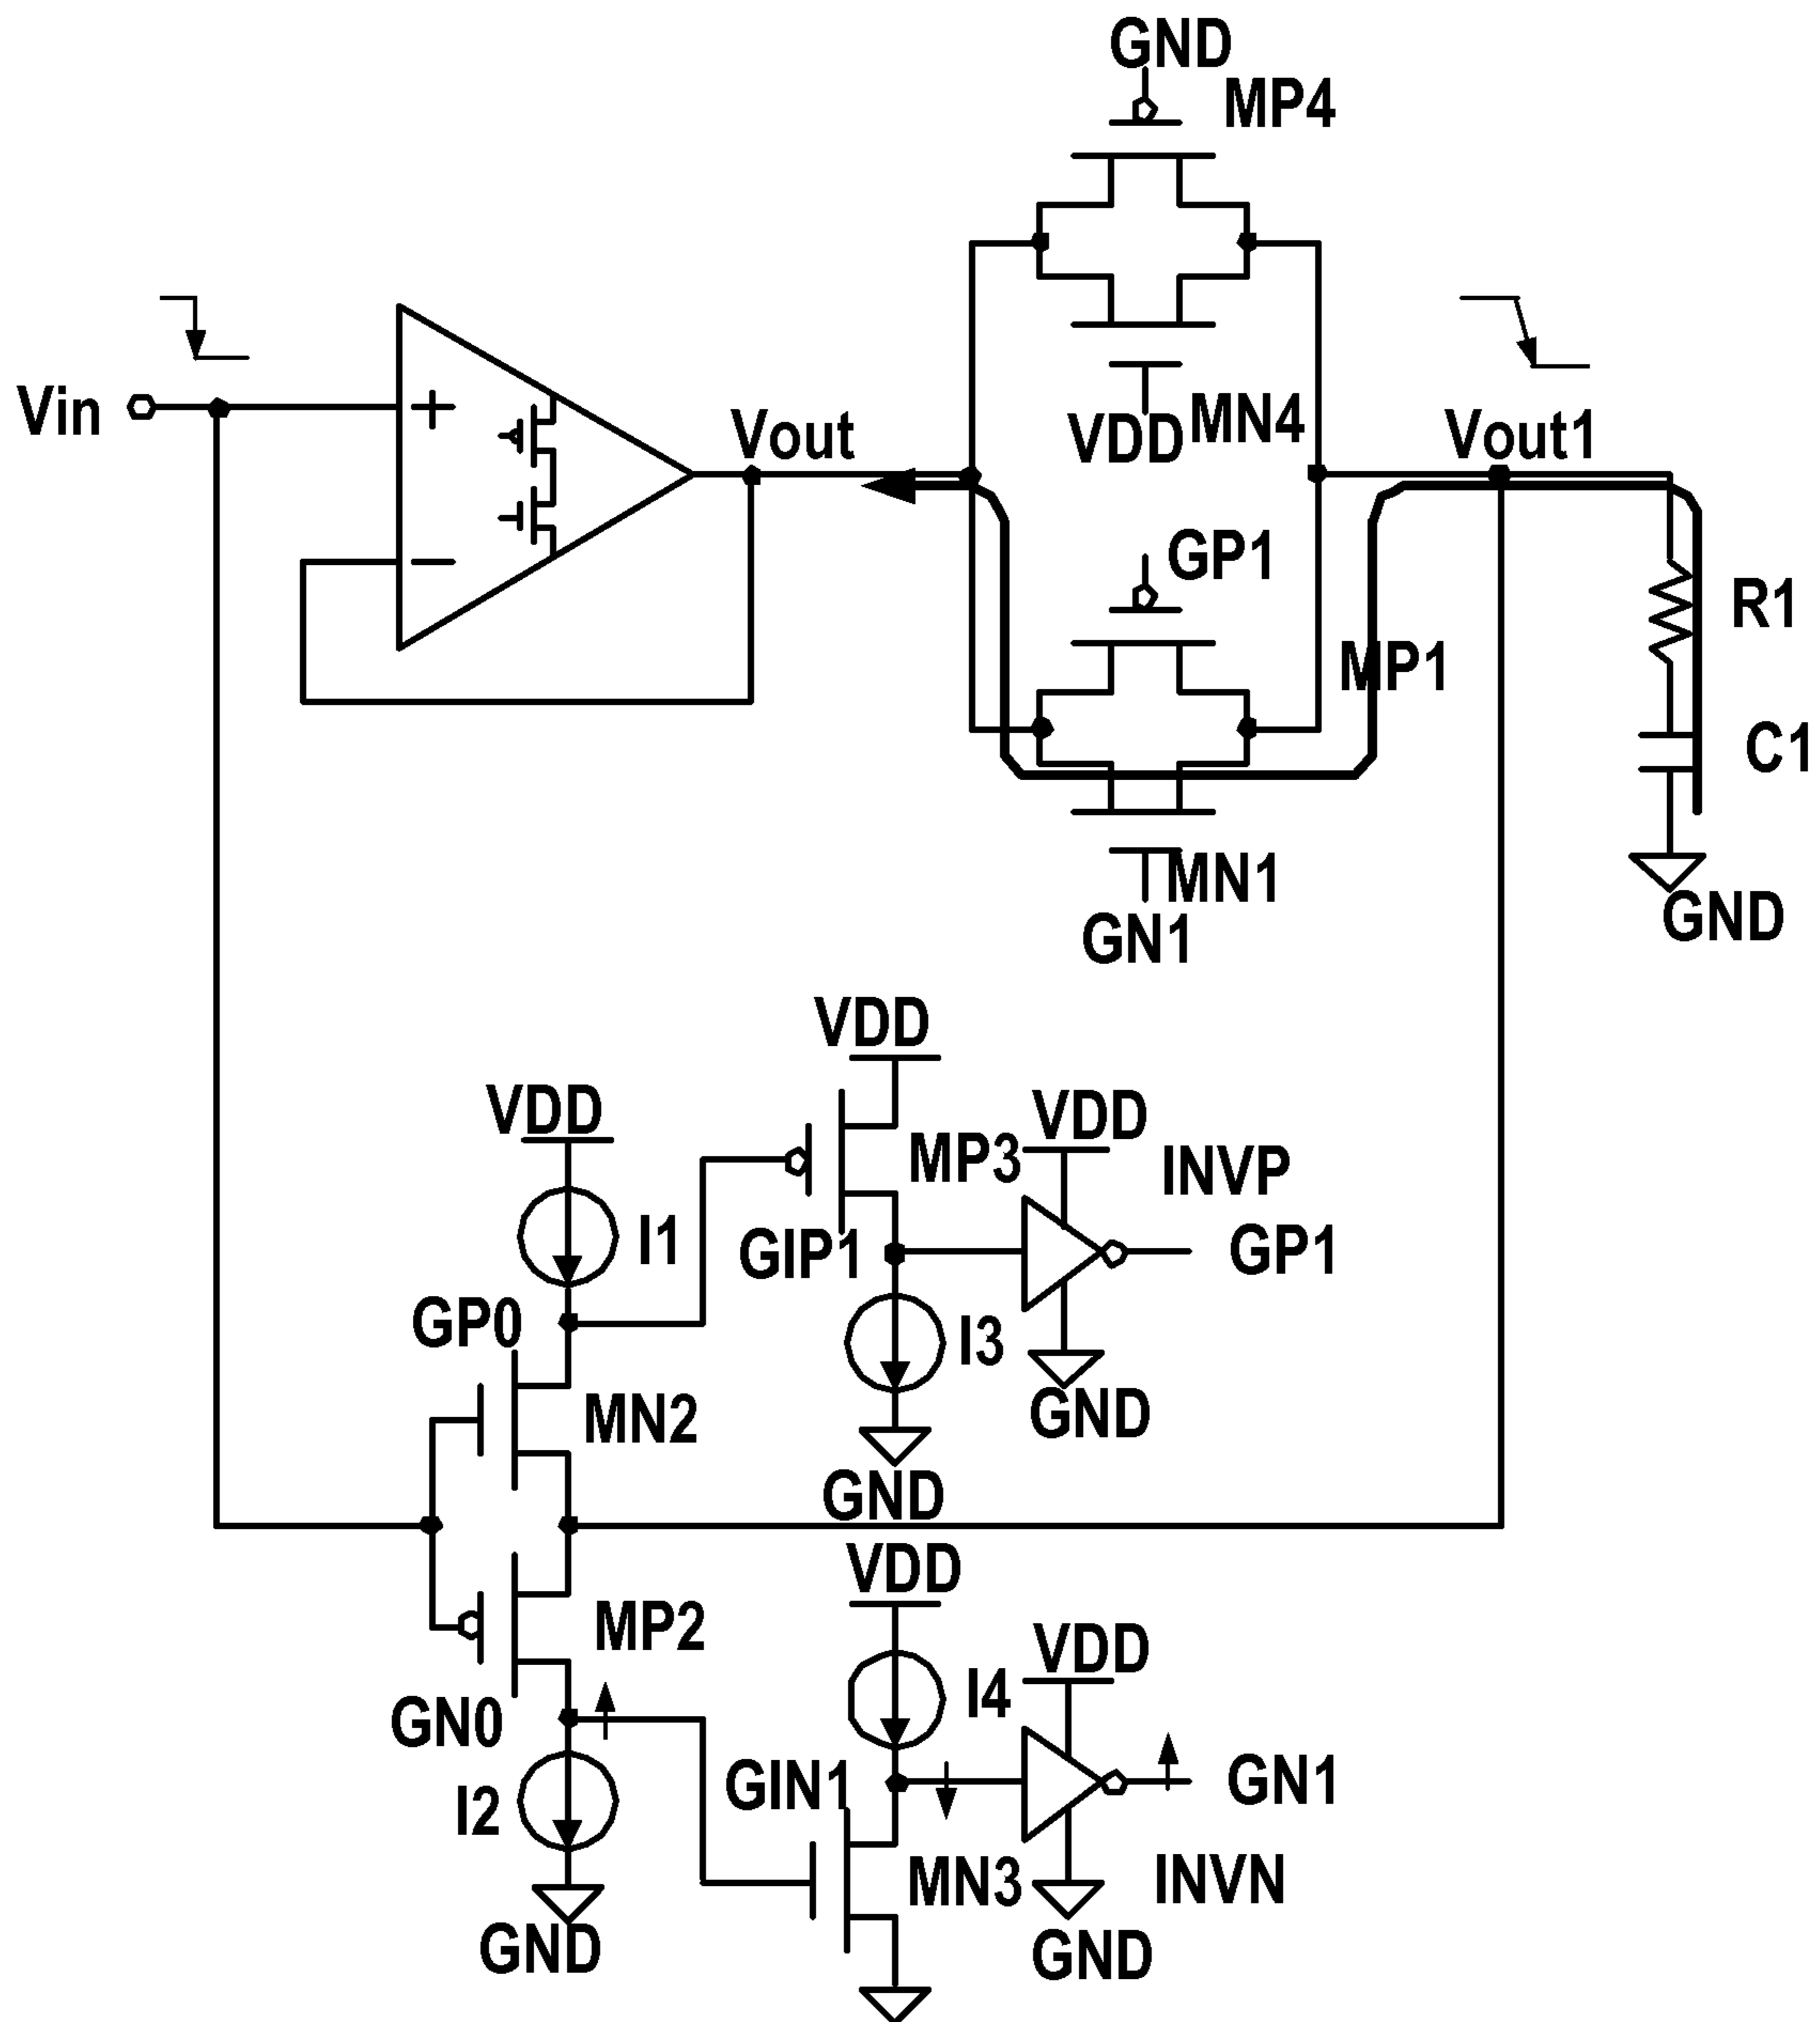 GND
MP4
Vin
+
Vout
VDD
MN4
Vout1
−
GP1
MP1
R1
C1
MN1
GN1
GND
VDD
VDD
VDD
MP3
INVP
I1
GIP1
GP1
GP0
I3
MN2
GND
GND
VDD
MP2
VDD
I4
GN0
GIN1
GN1
I2
MN3
INVN
GND
GND